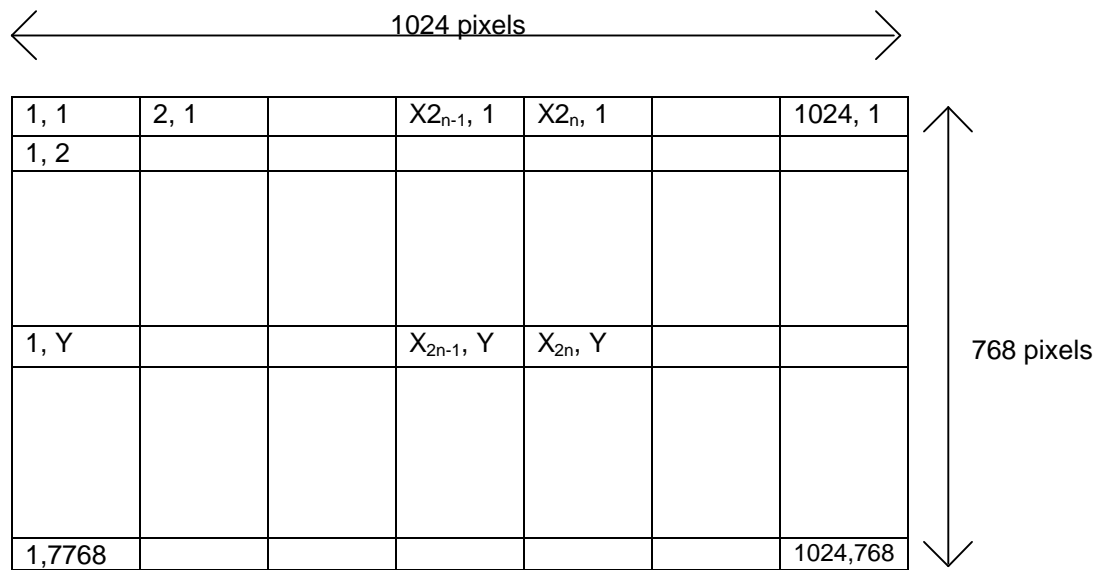 1024 pixels
1, 1 2, 1 X2n-1, 1 X2n, 1 1024, 1
1, 2
1, Y X2n-1, Y X2n, Y
768 pixels
1,7768 1024,768